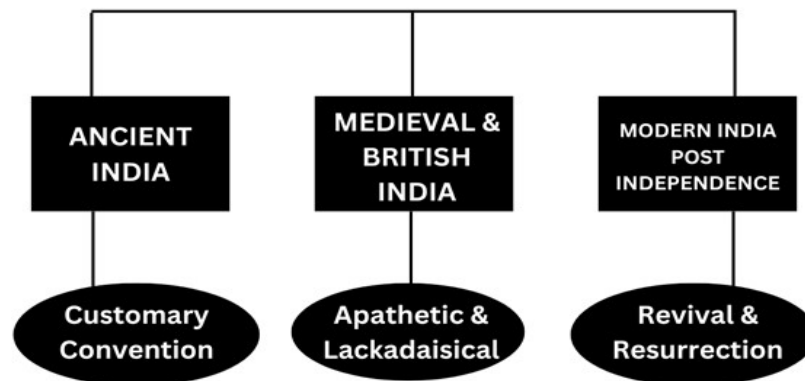 ANCIENT
INDIA
MEDIEVAL &
BRITISH
INDIA
MODERN INDIA
POST
INDEPENDENCE
Customary
Convention
Apathetic &
Lackadaisical
Revival &
Resurrection